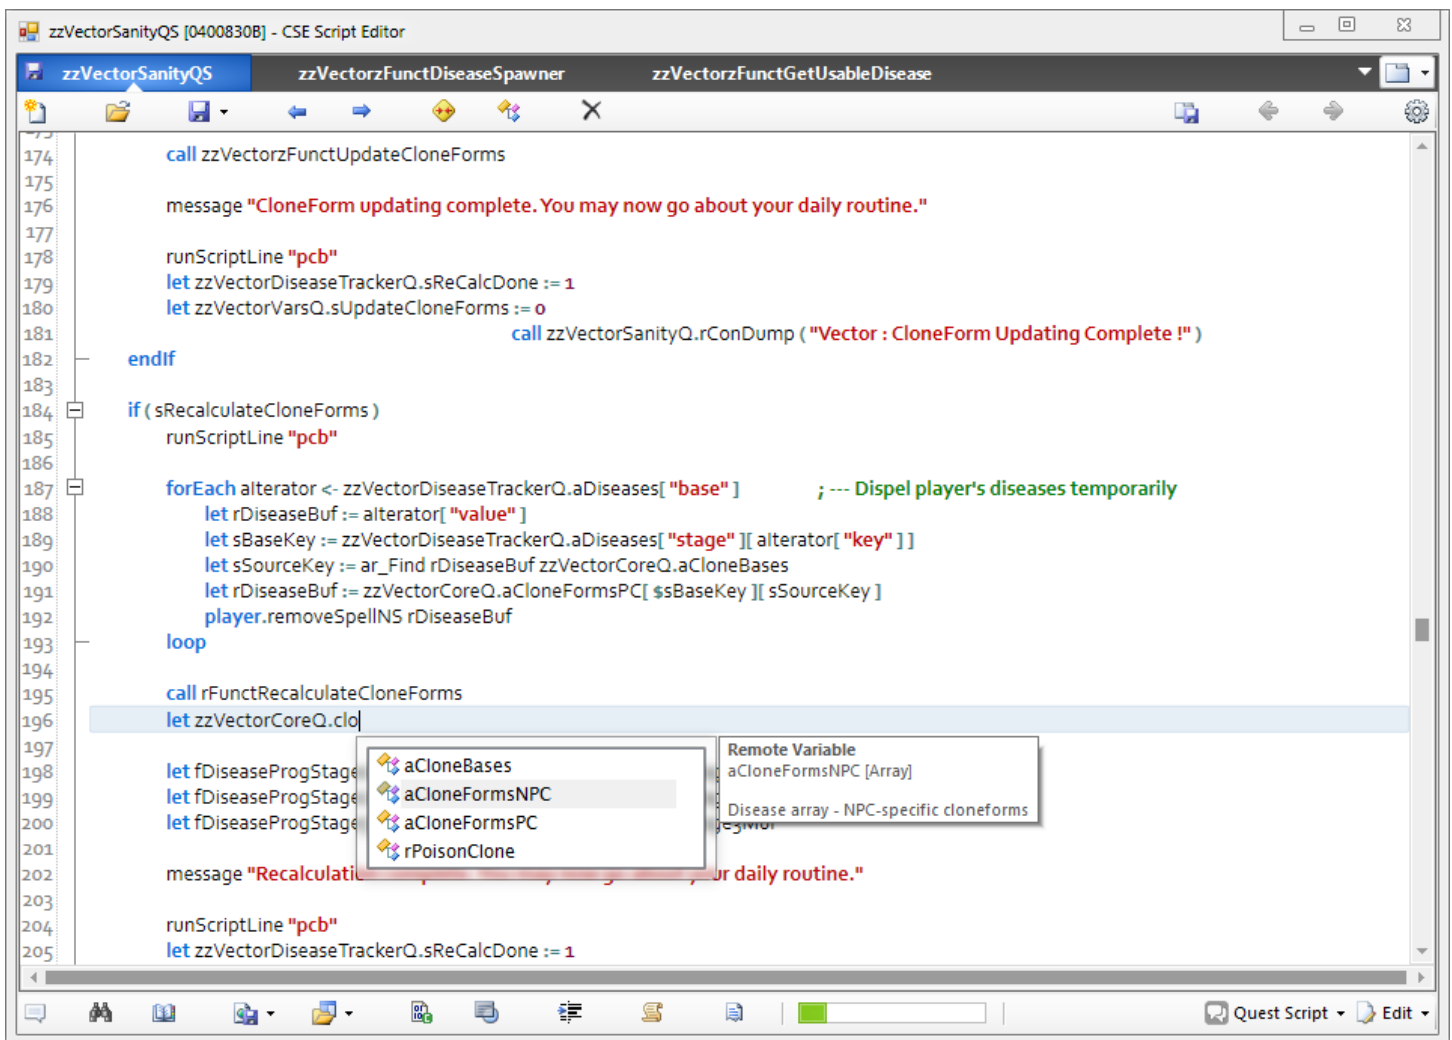 zzVectorSanityQS [0400830B] - CSE Script Editor
zzVectorSanityQS zzVectorzFunctDiseaseSpawner zzVectorzFunctGetUsableDisease
174 call zzVectorzFunctUpdateCloneForms
175
176 message "CloneForm updating complete. You may now go about your daily routine."
177
178 runScriptLine "pcb"
179 let zzVectorDiseaseTrackerQ.sReCalcDone := 1
180 let zzVectorVarsQ.sUpdateCloneForms := 0
181 call zzVectorSanityQ.rConDump ( "Vector : CloneForm Updating Complete !" )
182 endIf
183
184 if ( sRecalculateCloneForms )
185 runScriptLine "pcb"
186
187 forEach aIterator <- zzVectorDiseaseTrackerQ.aDiseases[ "base" ] ; --- Dispel player's diseases temporarily
188 let rDiseaseBuf := aIterator[ "value" ]
189 let sBaseKey := zzVectorDiseaseTrackerQ.aDiseases[ "stage" ][ aIterator[ "key" ] ]
190 let sSourceKey := ar_Find rDiseaseBuf zzVectorCoreQ.aCloneBases
191 let rDiseaseBuf := zzVectorCoreQ.aCloneFormsPC[ $sBaseKey ][ sSourceKey ]
192 player.removeSpellNS rDiseaseBuf
193 loop
194
195 call rFunctRecalculateCloneForms
196 let zzVectorCoreQ.clo
197
198 let fDiseaseProgStage
199 let fDiseaseProgStage
200 let fDiseaseProgStage
201
202 message "Recalculati ur daily routine."
203
204 runScriptLine "pcb"
205 let zzVectorDiseaseTrackerQ.sReCalcDone := 1
aCloneBases
aCloneFormsNPC
aCloneFormsPC
rPoisonClone
Remote Variable
aCloneFormsNPC [Array]
Disease array - NPC-specific cloneforms
Quest Script Edit